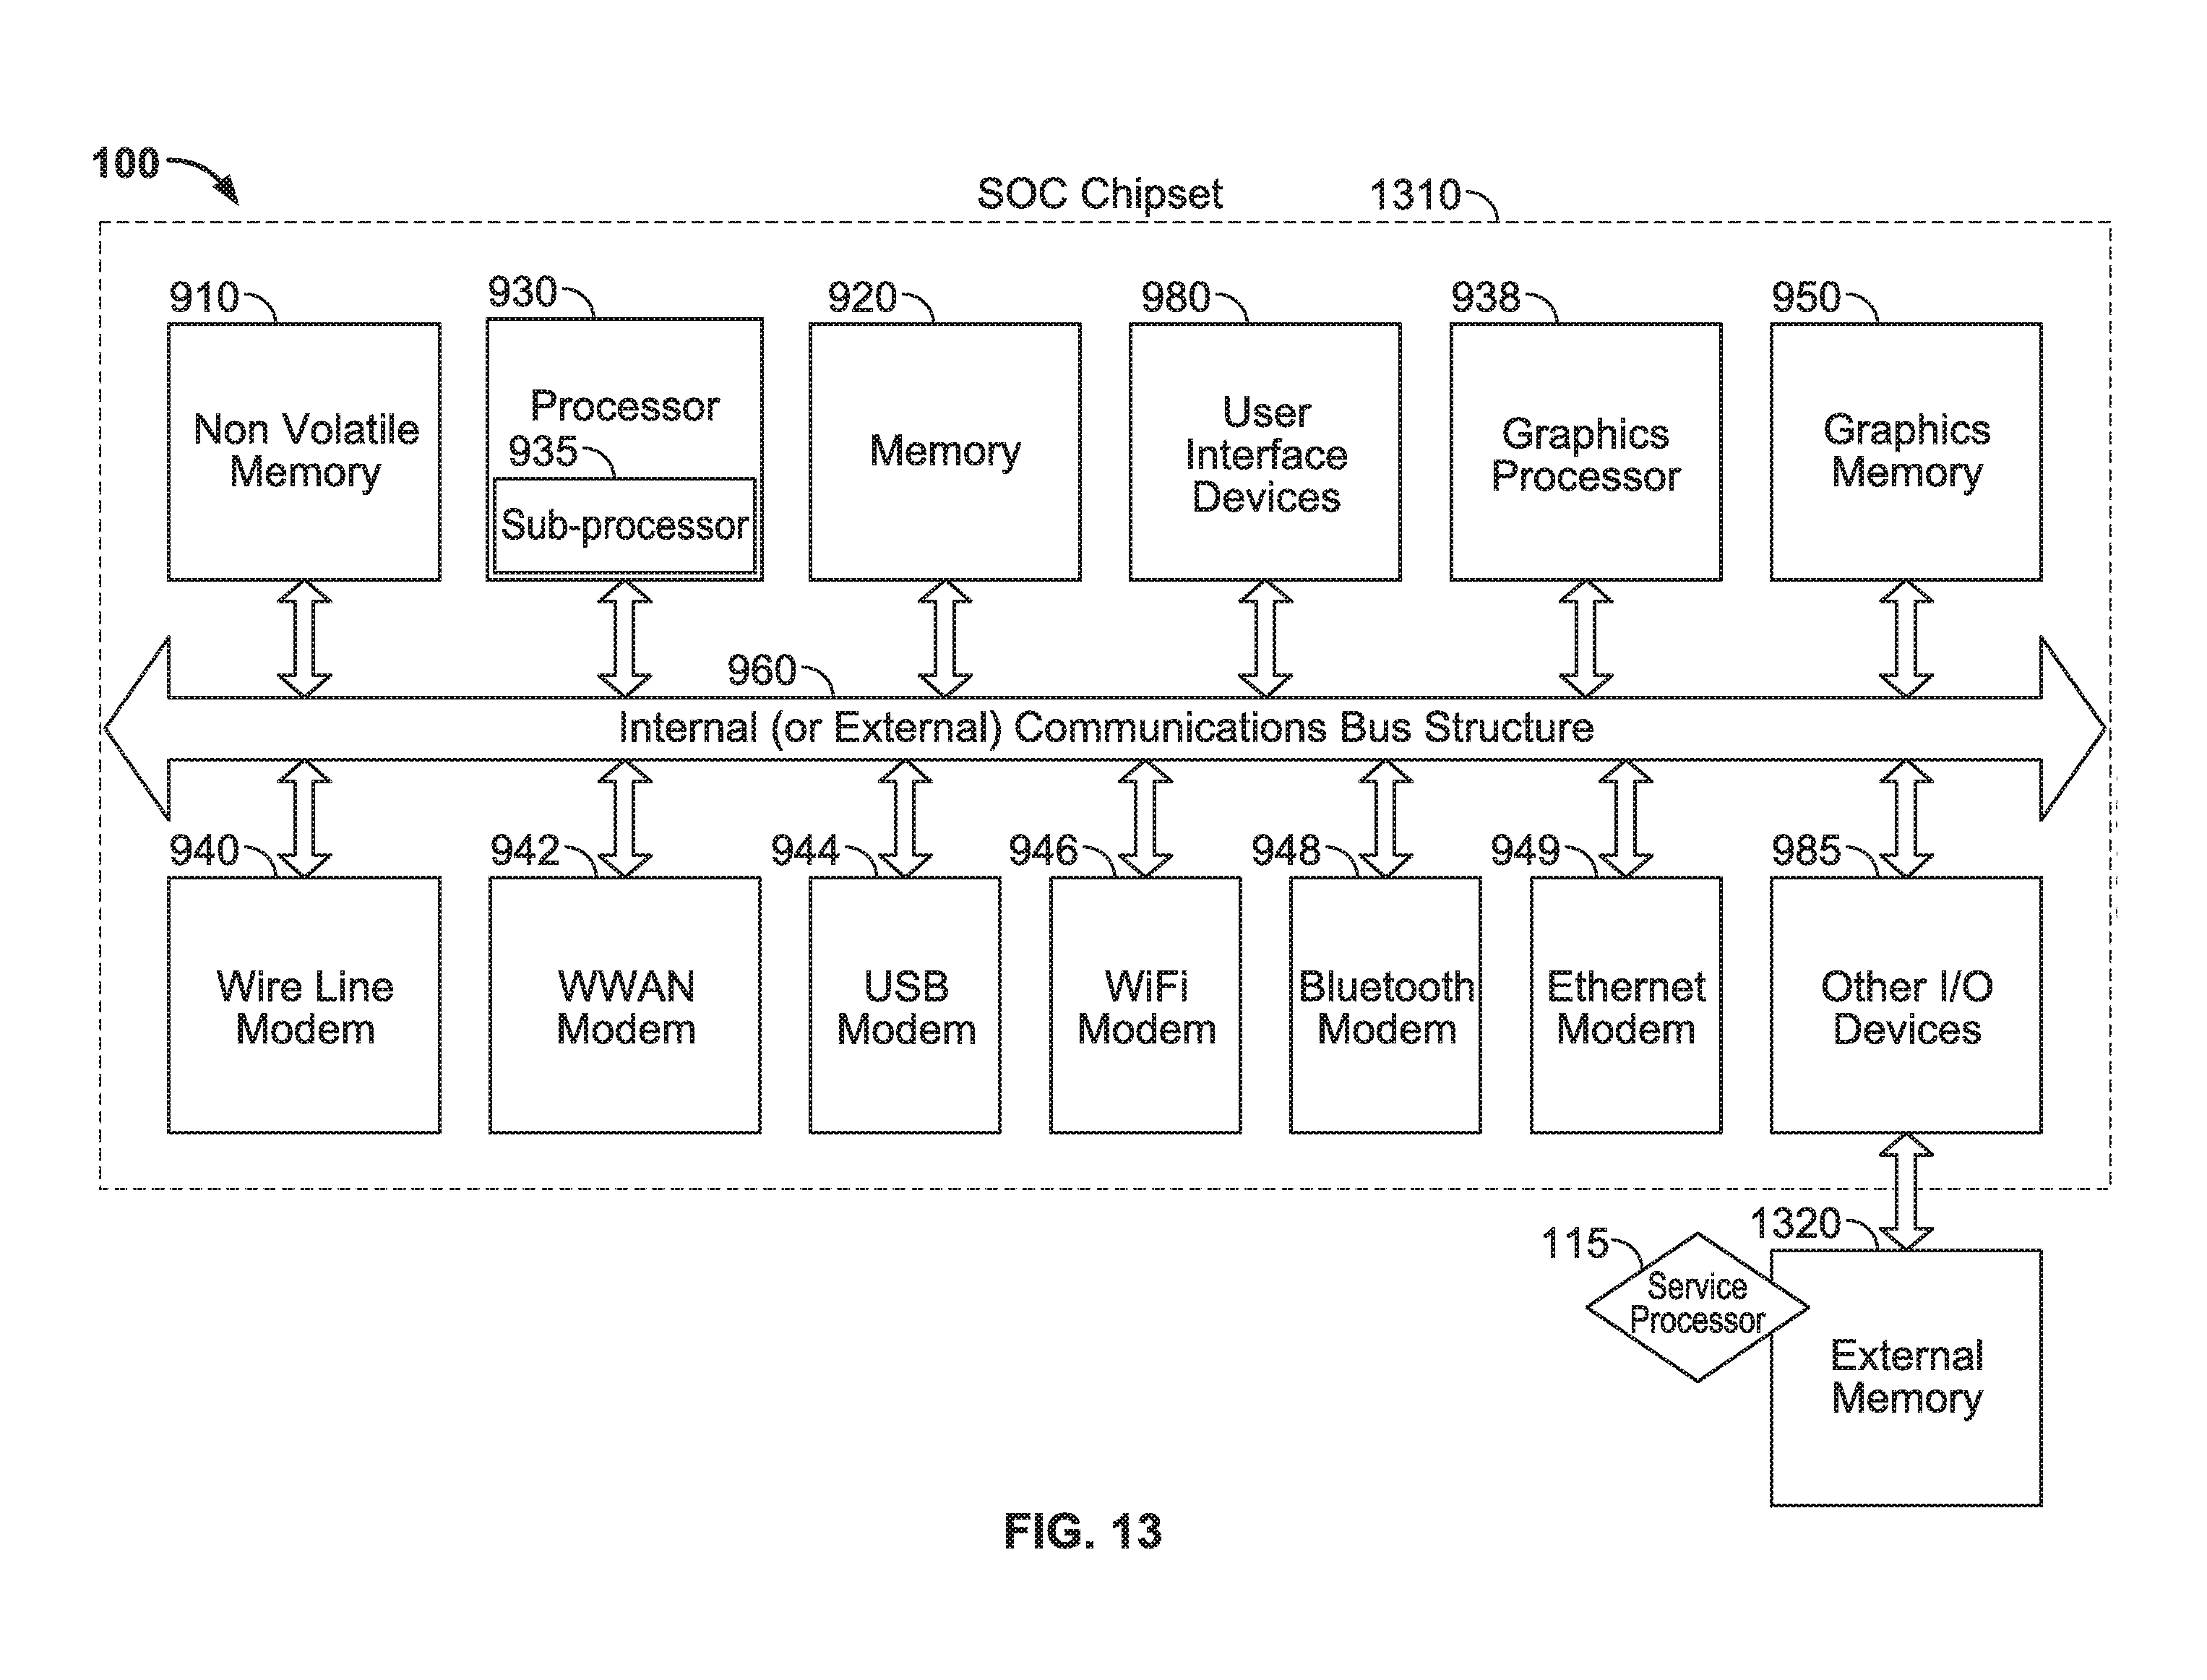 100
SOC Chipset 1310
910 930 920 980 938 950
Non Volatile
Memory
Processor
935
Sub-processor
Memory
User
Interface
Devices
Graphics
Processor
Graphics
Memory
960
Internal (or External) Communications Bus Structure
940 942 944 946 948 949 985
Wire Line
Modem
WWAN
Modem
USB
Modem
WiFi
Modem
Bluetooth
Modem
Ethernet
Modem
Other I/O
Devices
115
Service
Processor
1320
External
Memory
FIG. 13